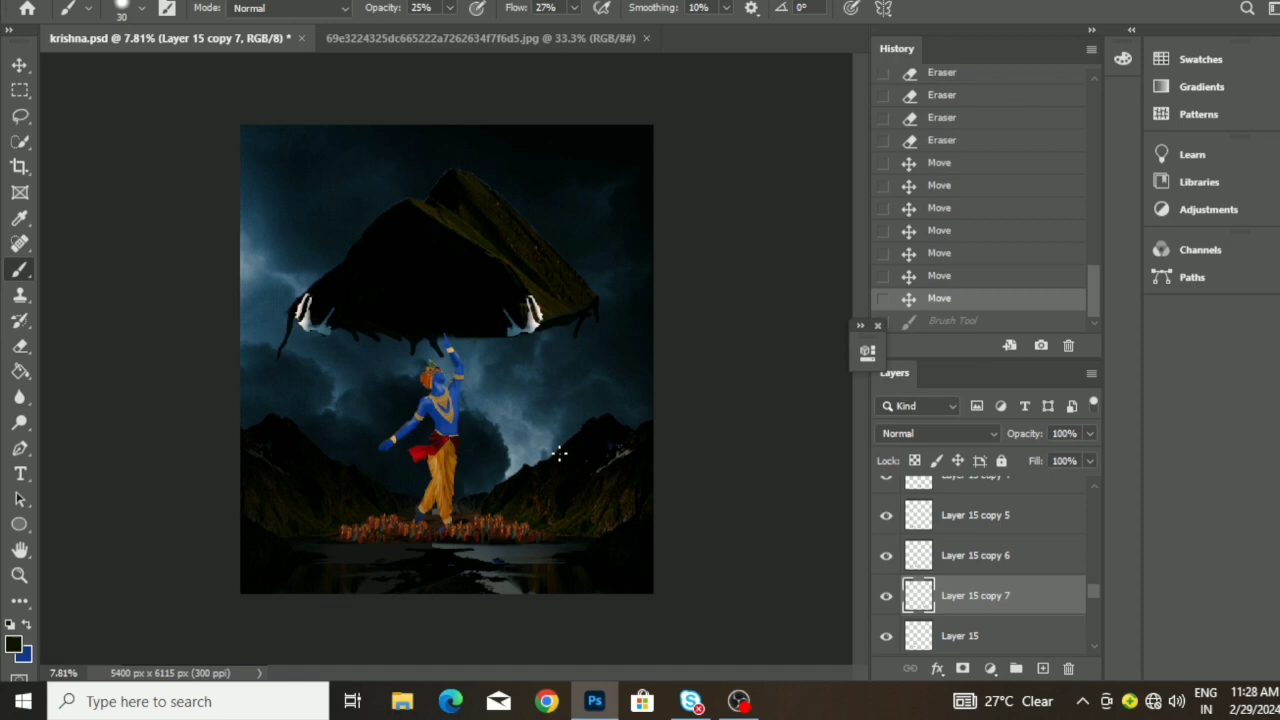 30 Mode: Normal Opacity: 25% Flow: 27% Smoothing: 10% 0°
krishna.psd @ 7.81% (Layer 15 copy 7, RGB/8) * × 69e3224325dc665222a7262634f7f6d5.jpg @ 33.3% (RGB/8#) ×
History
Eraser
Eraser
Eraser
Eraser
Move
Move
Move
Move
Move
Move
Move
Brush Tool
Swatches
Gradients
Patterns
Learn
Libraries
Adjustments
Channels
Paths
Layers
Kind
Normal Opacity: 100%
Lock: Fill: 100%
Layer 15 copy 5
Layer 15 copy 6
Layer 15 copy 7
Layer 15
7.81% 5400 px x 6115 px (300 ppi)
Type here to search
Ps
27°C Clear
ENG
IN
11:28 AM